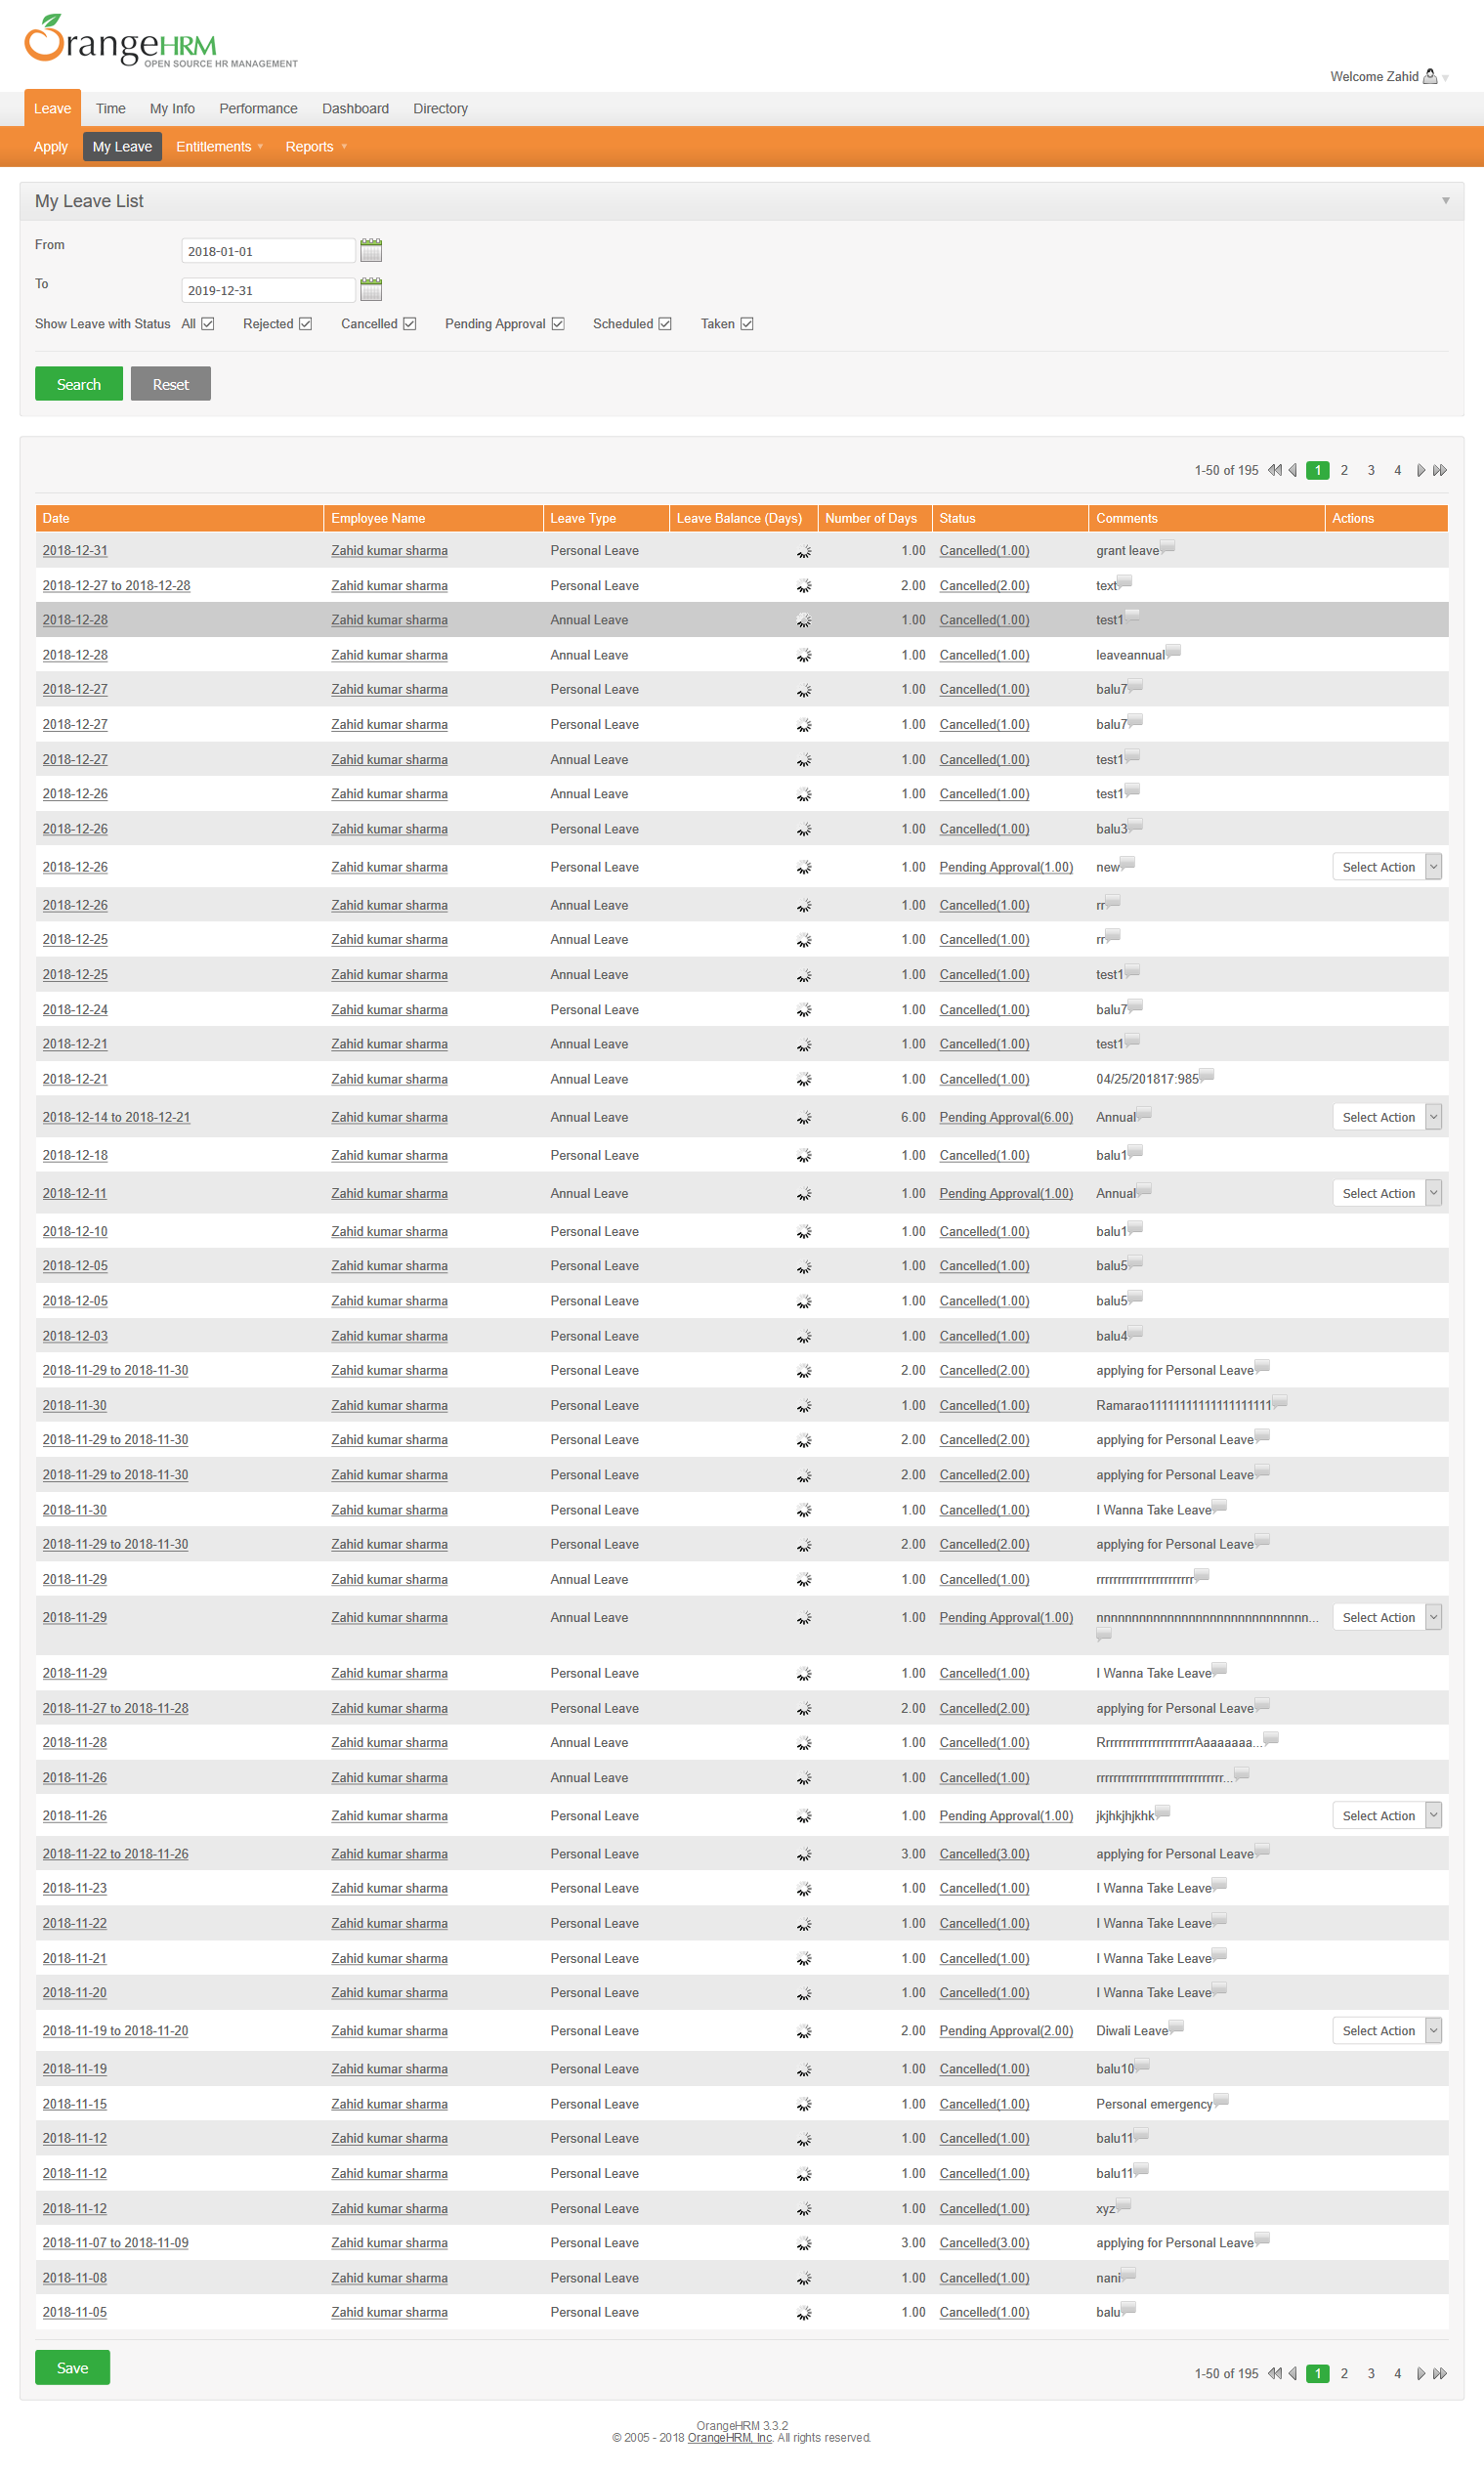 OrangeHRM
OPEN SOURCE HR MANAGEMENT
Welcome Zahid
Leave Time My Info Performance Dashboard Directory
Apply My Leave Entitlements Reports
My Leave List
From 2018-01-01
To 2019-12-31
Show Leave with Status All Rejected Cancelled Pending Approval Scheduled Taken
Search Reset
1-50 of 195 1 2 3 4
Date Employee Name Leave Type Leave Balance (Days) Number of Days Status Comments Actions
2018-12-31 Zahid kumar sharma Personal Leave 1.00 Cancelled(1.00) grant leave
2018-12-27 to 2018-12-28 Zahid kumar sharma Personal Leave 2.00 Cancelled(2.00) text
2018-12-28 Zahid kumar sharma Annual Leave 1.00 Cancelled(1.00) test1
2018-12-28 Zahid kumar sharma Annual Leave 1.00 Cancelled(1.00) leaveannual
2018-12-27 Zahid kumar sharma Personal Leave 1.00 Cancelled(1.00) balu7
2018-12-27 Zahid kumar sharma Personal Leave 1.00 Cancelled(1.00) balu7
2018-12-27 Zahid kumar sharma Annual Leave 1.00 Cancelled(1.00) test1
2018-12-26 Zahid kumar sharma Annual Leave 1.00 Cancelled(1.00) test1
2018-12-26 Zahid kumar sharma Personal Leave 1.00 Cancelled(1.00) balu3
2018-12-26 Zahid kumar sharma Personal Leave 1.00 Pending Approval(1.00) new Select Action
2018-12-26 Zahid kumar sharma Annual Leave 1.00 Cancelled(1.00) rr
2018-12-25 Zahid kumar sharma Annual Leave 1.00 Cancelled(1.00) rr
2018-12-25 Zahid kumar sharma Annual Leave 1.00 Cancelled(1.00) test1
2018-12-24 Zahid kumar sharma Personal Leave 1.00 Cancelled(1.00) balu7
2018-12-21 Zahid kumar sharma Annual Leave 1.00 Cancelled(1.00) test1
2018-12-21 Zahid kumar sharma Annual Leave 1.00 Cancelled(1.00) 04/25/201817:985
2018-12-14 to 2018-12-21 Zahid kumar sharma Annual Leave 6.00 Pending Approval(6.00) Annual Select Action
2018-12-18 Zahid kumar sharma Personal Leave 1.00 Cancelled(1.00) balu1
2018-12-11 Zahid kumar sharma Annual Leave 1.00 Pending Approval(1.00) Annual Select Action
2018-12-10 Zahid kumar sharma Personal Leave 1.00 Cancelled(1.00) balu1
2018-12-05 Zahid kumar sharma Personal Leave 1.00 Cancelled(1.00) balu5
2018-12-05 Zahid kumar sharma Personal Leave 1.00 Cancelled(1.00) balu5
2018-12-03 Zahid kumar sharma Personal Leave 1.00 Cancelled(1.00) balu4
2018-11-29 to 2018-11-30 Zahid kumar sharma Personal Leave 2.00 Cancelled(2.00) applying for Personal Leave
2018-11-30 Zahid kumar sharma Personal Leave 1.00 Cancelled(1.00)
2018-11-29 to 2018-11-30 Zahid kumar sharma Personal Leave 2.00 Cancelled(2.00) applying for Personal Leave
2018-11-29 to 2018-11-30 Zahid kumar sharma Personal Leave 2.00 Cancelled(2.00) applying for Personal Leave
2018-11-30 Zahid kumar sharma Personal Leave 1.00 Cancelled(1.00) I Wanna Take Leave
2018-11-29 to 2018-11-30 Zahid kumar sharma Personal Leave 2.00 Cancelled(2.00) applying for Personal Leave
2018-11-29 Zahid kumar sharma Annual Leave 1.00 Cancelled(1.00)
2018-11-29 Zahid kumar sharma Annual Leave 1.00 Pending Approval(1.00) Select Action
2018-11-29 Zahid kumar sharma Personal Leave 1.00 Cancelled(1.00) I Wanna Take Leave
2018-11-27 to 2018-11-28 Zahid kumar sharma Personal Leave 2.00 Cancelled(2.00) applying for Personal Leave
2018-11-28 Zahid kumar sharma Annual Leave 1.00 Cancelled(1.00)
2018-11-26 Zahid kumar sharma Annual Leave 1.00 Cancelled(1.00)
2018-11-26 Zahid kumar sharma Personal Leave 1.00 Pending Approval(1.00) jkjhkjhjkhk Select Action
2018-11-22 to 2018-11-26 Zahid kumar sharma Personal Leave 3.00 Cancelled(3.00) applying for Personal Leave
2018-11-23 Zahid kumar sharma Personal Leave 1.00 Cancelled(1.00) I Wanna Take Leave
2018-11-22 Zahid kumar sharma Personal Leave 1.00 Cancelled(1.00) I Wanna Take Leave
2018-11-21 Zahid kumar sharma Personal Leave 1.00 Cancelled(1.00) I Wanna Take Leave
2018-11-20 Zahid kumar sharma Personal Leave 1.00 Cancelled(1.00) I Wanna Take Leave
2018-11-19 to 2018-11-20 Zahid kumar sharma Personal Leave 2.00 Pending Approval(2.00) Diwali Leave Select Action
2018-11-19 Zahid kumar sharma Personal Leave 1.00 Cancelled(1.00) balu10
2018-11-15 Zahid kumar sharma Personal Leave 1.00 Cancelled(1.00) Personal emergency
2018-11-12 Zahid kumar sharma Personal Leave 1.00 Cancelled(1.00) balu11
2018-11-12 Zahid kumar sharma Personal Leave 1.00 Cancelled(1.00) balu11
2018-11-12 Zahid kumar sharma Personal Leave 1.00 Cancelled(1.00) xyz
2018-11-07 to 2018-11-09 Zahid kumar sharma Personal Leave 3.00 Cancelled(3.00) applying for Personal Leave
2018-11-08 Zahid kumar sharma Personal Leave 1.00 Cancelled(1.00) nani
2018-11-05 Zahid kumar sharma Personal Leave 1.00 Cancelled(1.00) balu
Save 1-50 of 195 1 2 3 4
OrangeHRM 3.3.2
© 2005 - 2018 OrangeHRM, Inc. All rights reserved.